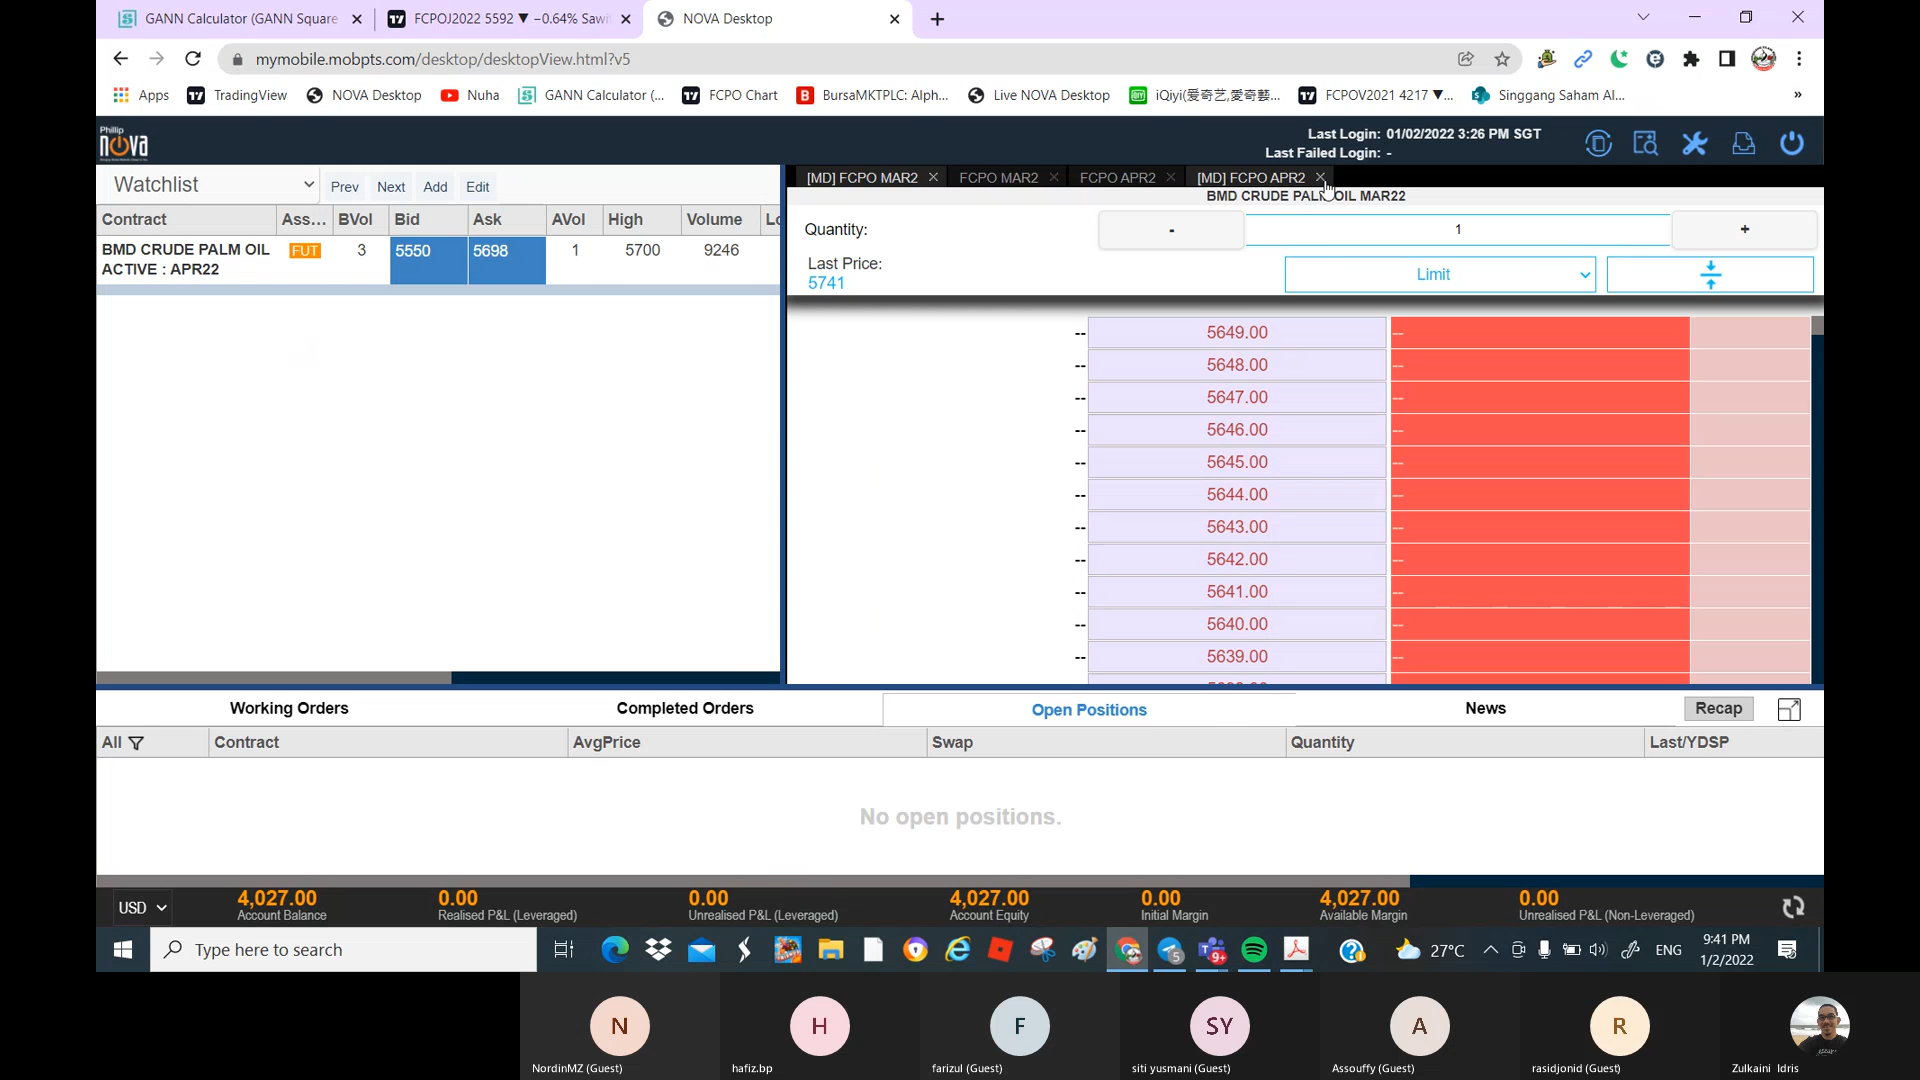 GANN Calculator (GANN Square
FCPOJ2022 5592 ▼ −0.64% Sawi
NOVA Desktop
mymobile.mobpts.com/desktop/desktopView.html?v5
Apps
TradingView
NOVA Desktop
Nuha
GANN Calculator (...
FCPO Chart
BursaMKTPLC: Alph...
Live NOVA Desktop
iQiyi(爱奇艺,愛奇藝...
FCPOV2021 4217 ▼...
Singgang Saham Al...
»
Phillip
nova
Last Login: 01/02/2022 3:26 PM SGT
Last Failed Login: -
Watchlist
Prev
Next
Add
Edit
[MD] FCPO MAR2
FCPO MAR2
FCPO APR2
[MD] FCPO APR2
BMD CRUDE PALM OIL MAR22
Contract
Ass...
BVol
Bid
Ask
AVol
High
Volume
Lo
BMD CRUDE PALM OIL
ACTIVE : APR22
FUT
3
5550
5698
1
5700
9246
Quantity:
-
1
+
Last Price:
5741
Limit
-- 5649.00 --
-- 5648.00 --
-- 5647.00 --
-- 5646.00 --
-- 5645.00 --
-- 5644.00 --
-- 5643.00 --
-- 5642.00 --
-- 5641.00 --
-- 5640.00 --
-- 5639.00 --
Working Orders
Completed Orders
Open Positions
News
Recap
All
Contract
AvgPrice
Swap
Quantity
Last/YDSP
No open positions.
USD
4,027.00
Account Balance
0.00
Realised P&L (Leveraged)
0.00
Unrealised P&L (Leveraged)
4,027.00
Account Equity
0.00
Initial Margin
4,027.00
Available Margin
0.00
Unrealised P&L (Non-Leveraged)
Type here to search
5
9+
27°C
ENG
9:41 PM
1/2/2022
N
H
F
SY
A
R
NordinMZ (Guest)
hafiz.bp
farizul (Guest)
siti yusmani (Guest)
Assouffy (Guest)
rasidjonid (Guest)
Zulkaini Idris